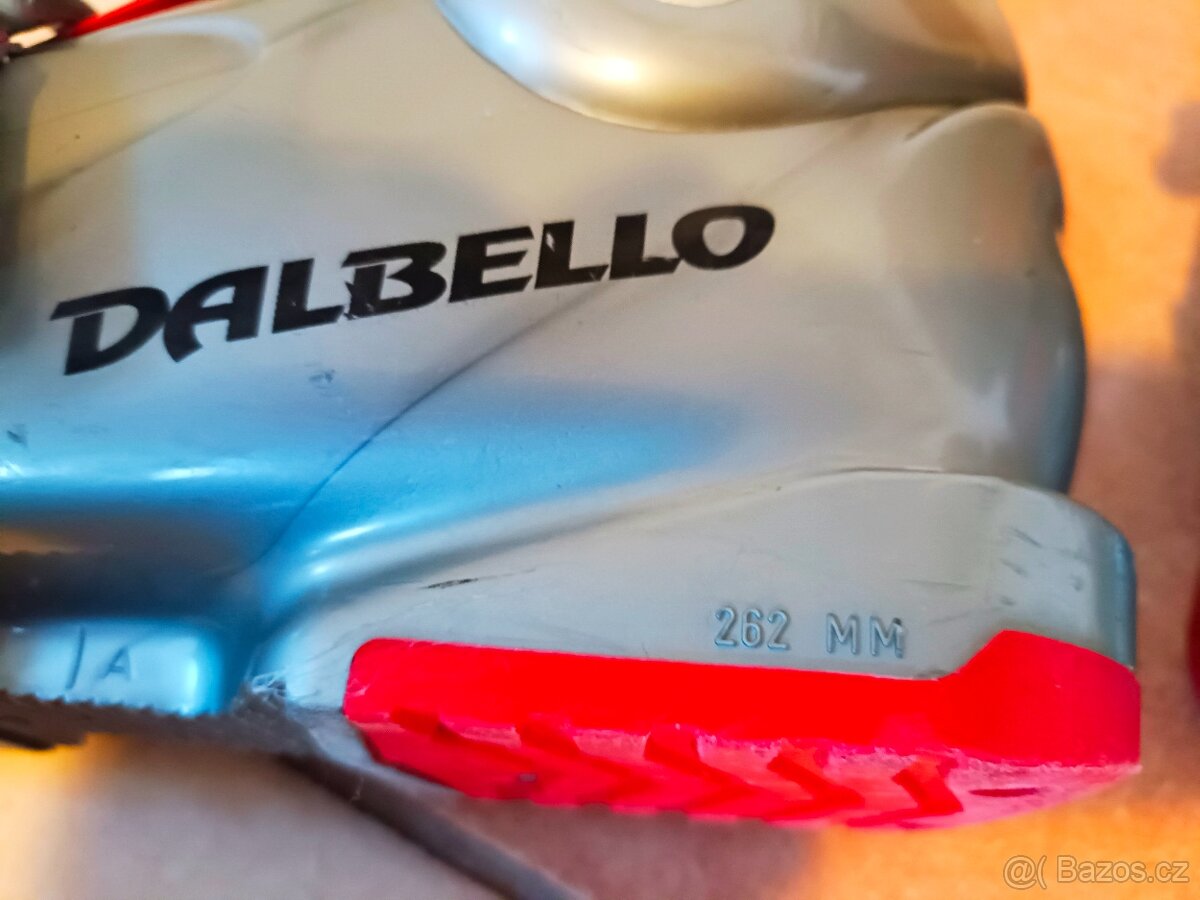 DALBELLO
262 MM
A
@( Bazos.cz